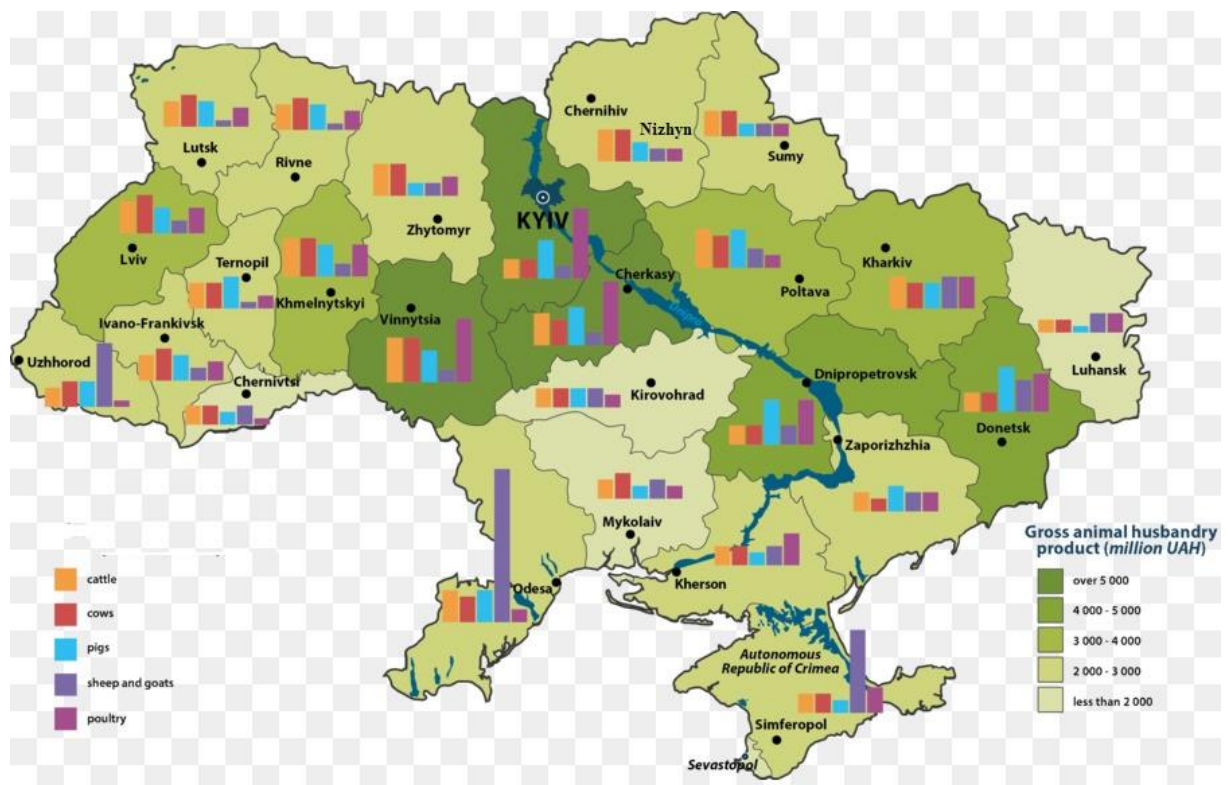 Chernihiv
Nizhyn
Sumy
Lutsk
Rivne
KYIV
Zhytomyr
Lviv
Ternopil
Khmelnytskyi
Cherkasy
Kharkiv
Poltava
Vinnytsia
Dnipro
Ivano-Frankivsk
Uzhhorod
Chernivtsi
Kirovohrad
Dnipropetrovsk
Luhansk
Donetsk
Zaporizhzhia
Mykolaiv
Kherson
Odesa
Autonomous
Republic of Crimea
Simferopol
Sevastopol
cattle
cows
pigs
sheep and goats
poultry
Gross animal husbandry
product (million UAH)
over 5 000
4 000 - 5 000
3 000 - 4 000
2 000 - 3 000
less than 2 000